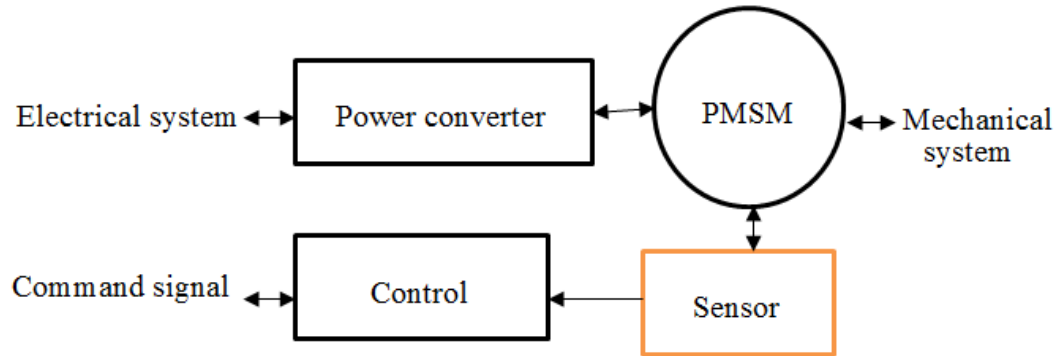 Electrical system
Power converter
PMSM
Mechanical
system
Command signal
Control
Sensor